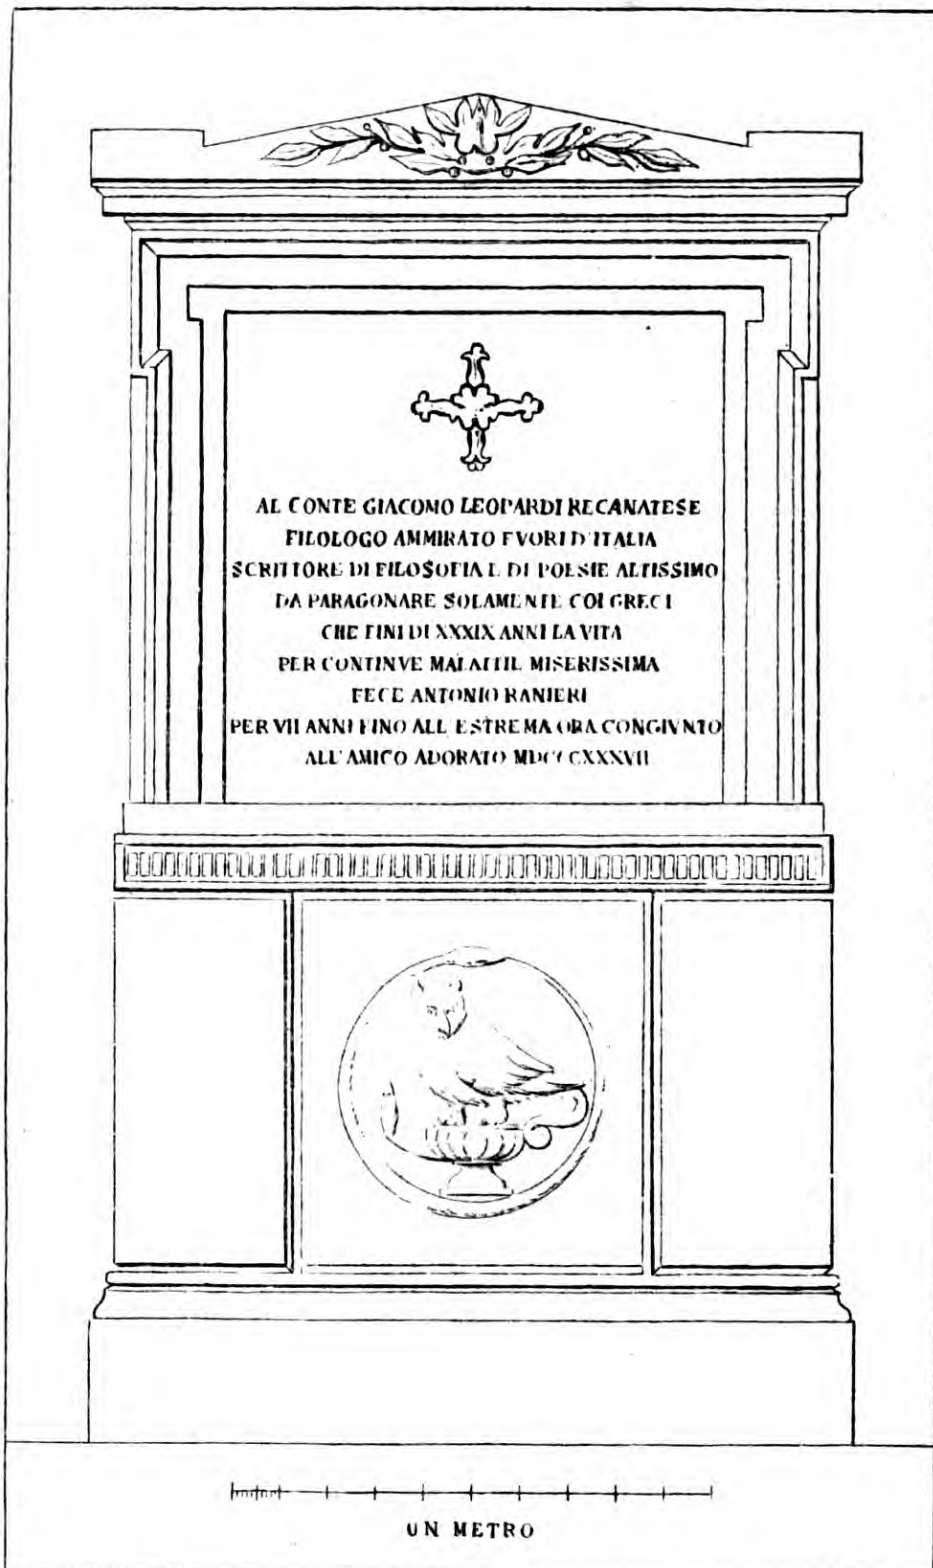 AL CONTE GIACOMO LEOPARDI RECANATESE
FILOLOGO AMMIRATO FVORI D'ITALIA
SCRITTORE DI FILOSOFIA E DI POESIE ALTISSIMO
DA PARAGONARE SOLAMENTE COI GRECI
CHE FINI DI XXXIX ANNI LA VITA
PER CONTINVE MALATTIE MISERISSIMA
FECE ANTONIO RANIERI
PER VII ANNI FINO ALL ESTREMA ORA CONGIVNTO
ALL'AMICO ADORATO MDCCCXXXVII
UN METRO